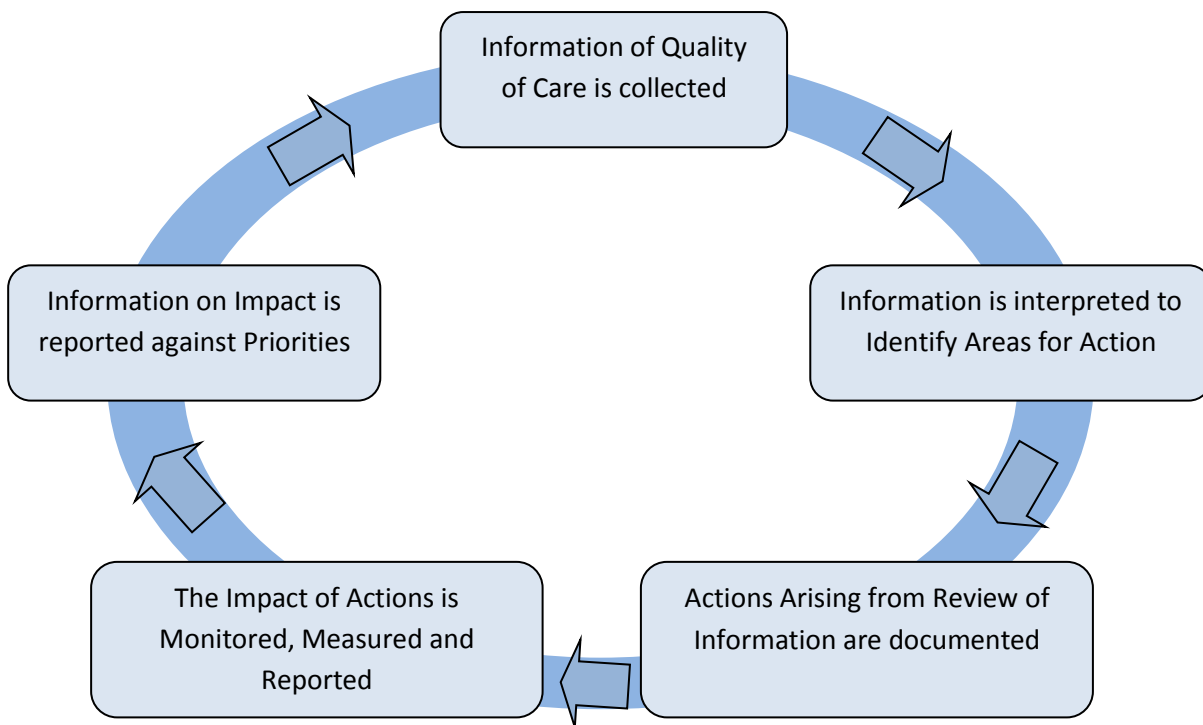 Information of Quality
of Care is collected
Information is interpreted to
Identify Areas for Action
Actions Arising from Review of
Information are documented
The Impact of Actions is
Monitored, Measured and
Reported
Information on Impact is
reported against Priorities